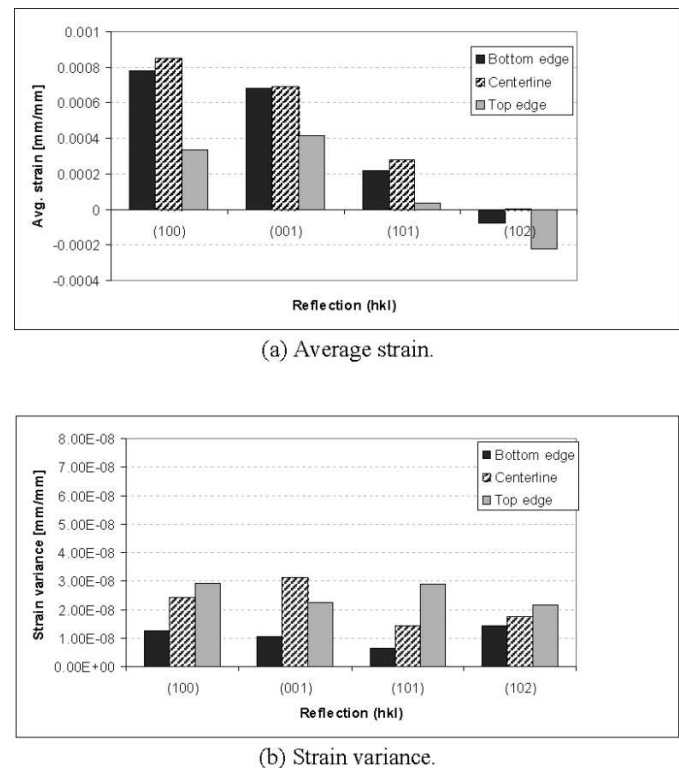 0.001
0.0008
0.0006
0.0004
0.0002
0
-0.0002
-0.0004
Avg. strain [mm/mm]
Bottom edge
Centerline
Top edge
(100) (001) (101) (102)
Reflection (hkl)
(a) Average strain.
8.00E-08
7.00E-08
6.00E-08
5.00E-08
4.00E-08
3.00E-08
2.00E-08
1.00E-08
0.00E+00
Strain variance [mm/mm]
Bottom edge
Centerline
Top edge
(100) (001) (101) (102)
Reflection (hkl)
(b) Strain variance.